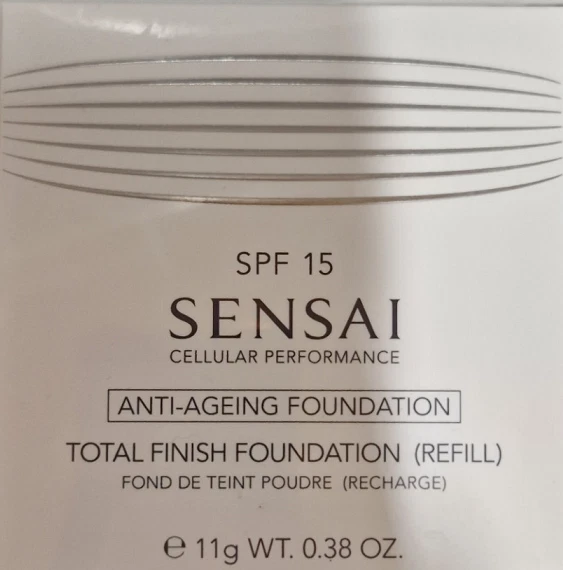 SPF 15
SENSAI
CELLULAR PERFORMANCE
ANTI-AGEING FOUNDATION
TOTAL FINISH FOUNDATION (REFILL)
FOND DE TEINT POUDRE (RECHARGE)
℮ 11g WT. 0.38 OZ.